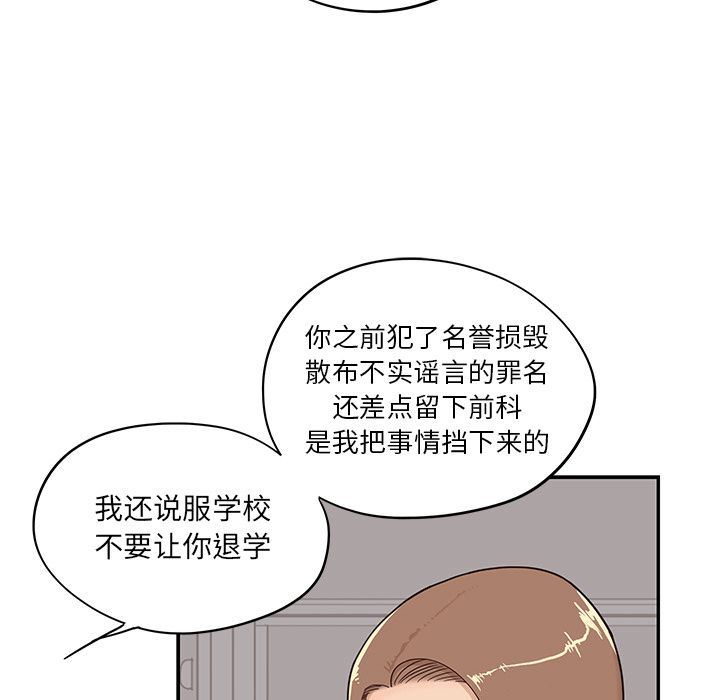 你之前犯了名誉损毁
散布不实谣言的罪名
还差点留下前科
是我把事情挡下来的
我还说服学校
不要让你退学